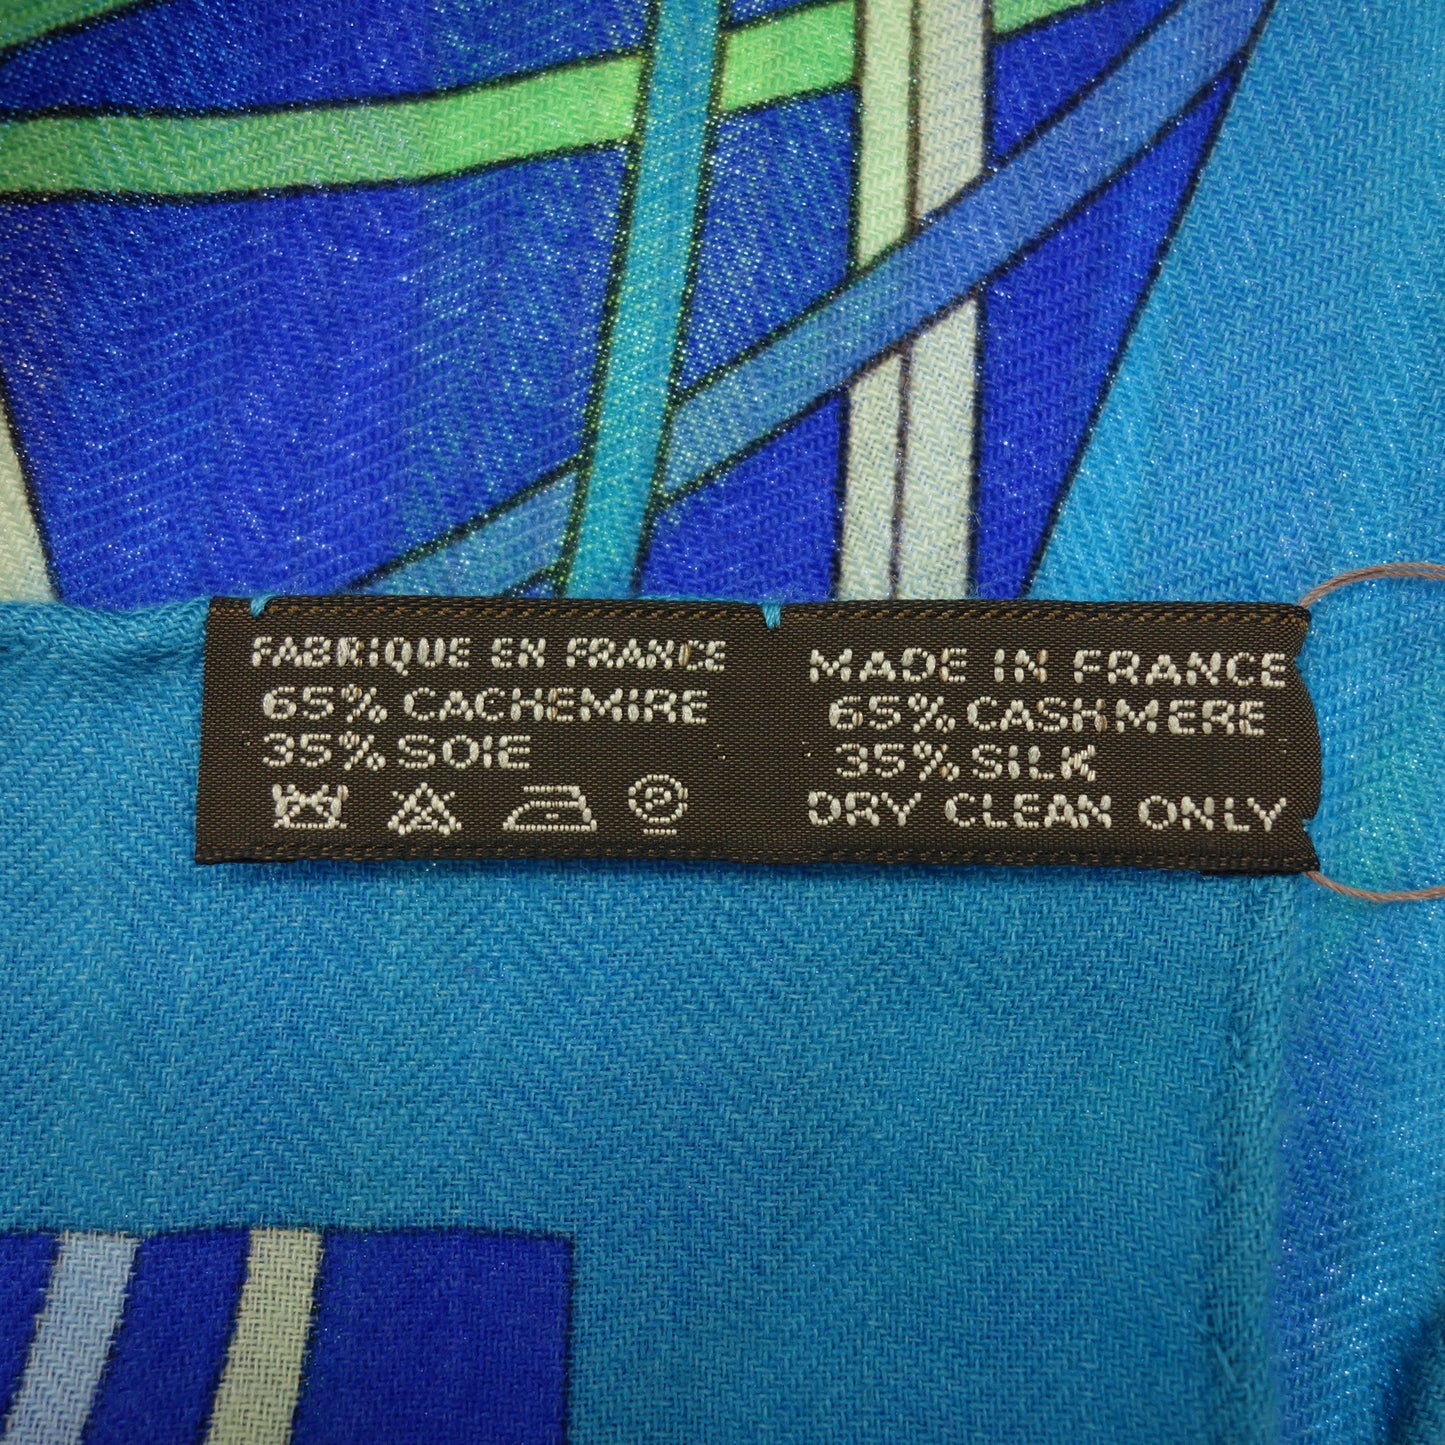 FABRIQUE EN FRANCE
65% CACHEMIRE
35% SOIE
P
MADE IN FRANCE
65% CASHMERE
35% SILK
DRY CLEAN ONLY